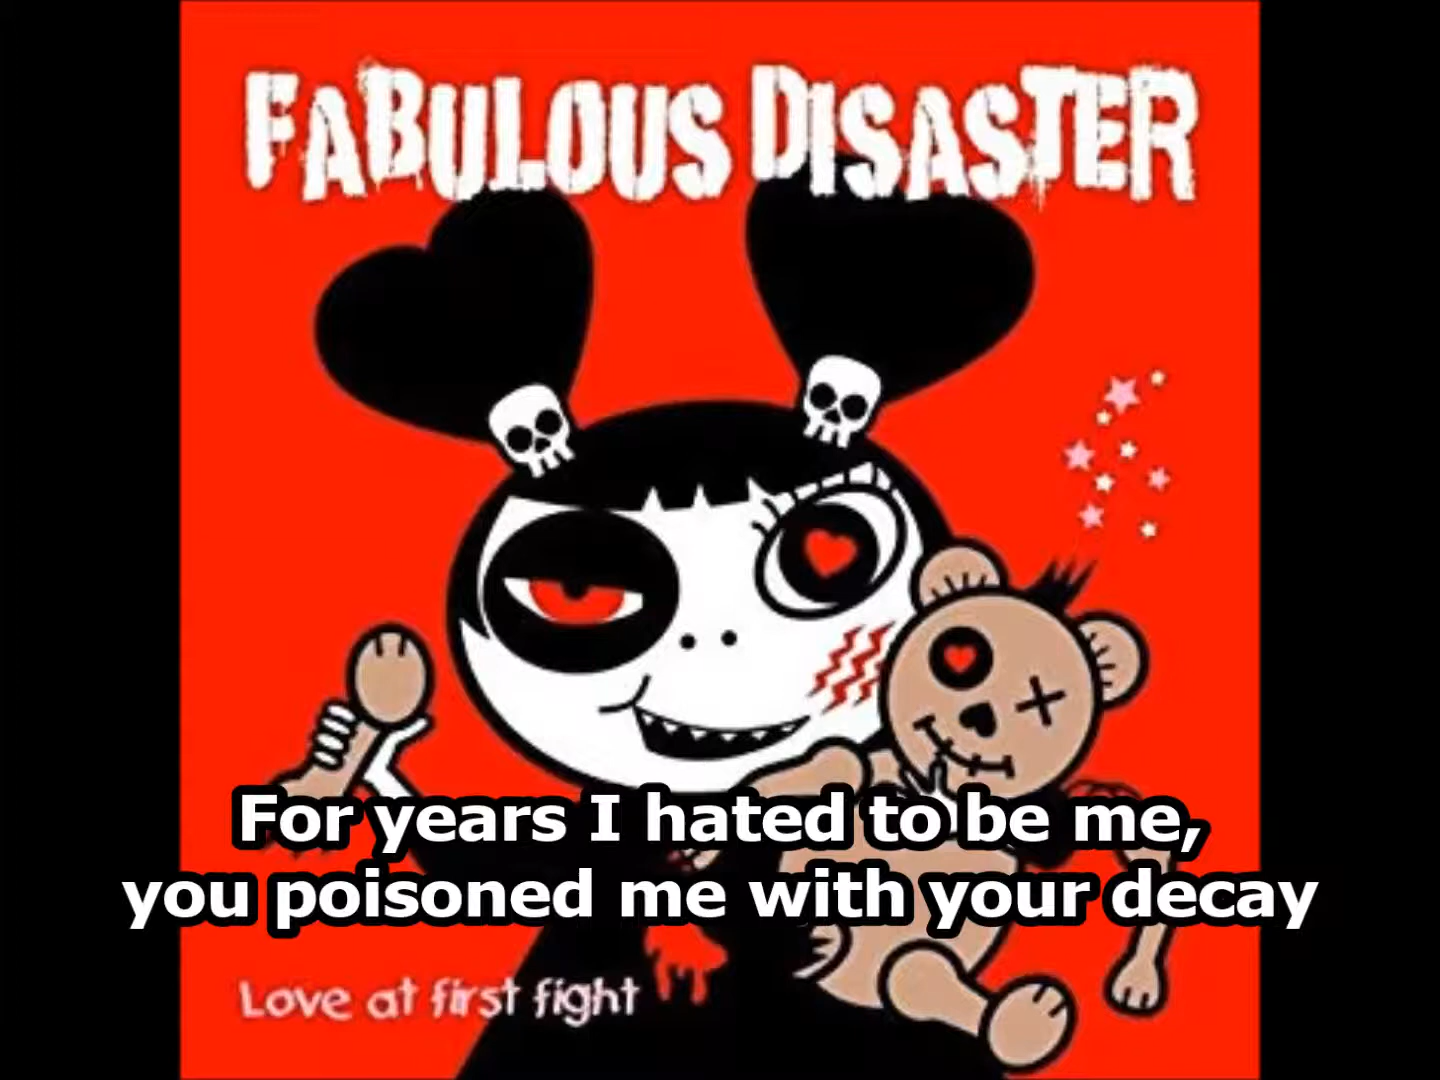 FABULOUS DISASTER
For years I hated to be me,
you poisoned me with your decay
Love at first fight